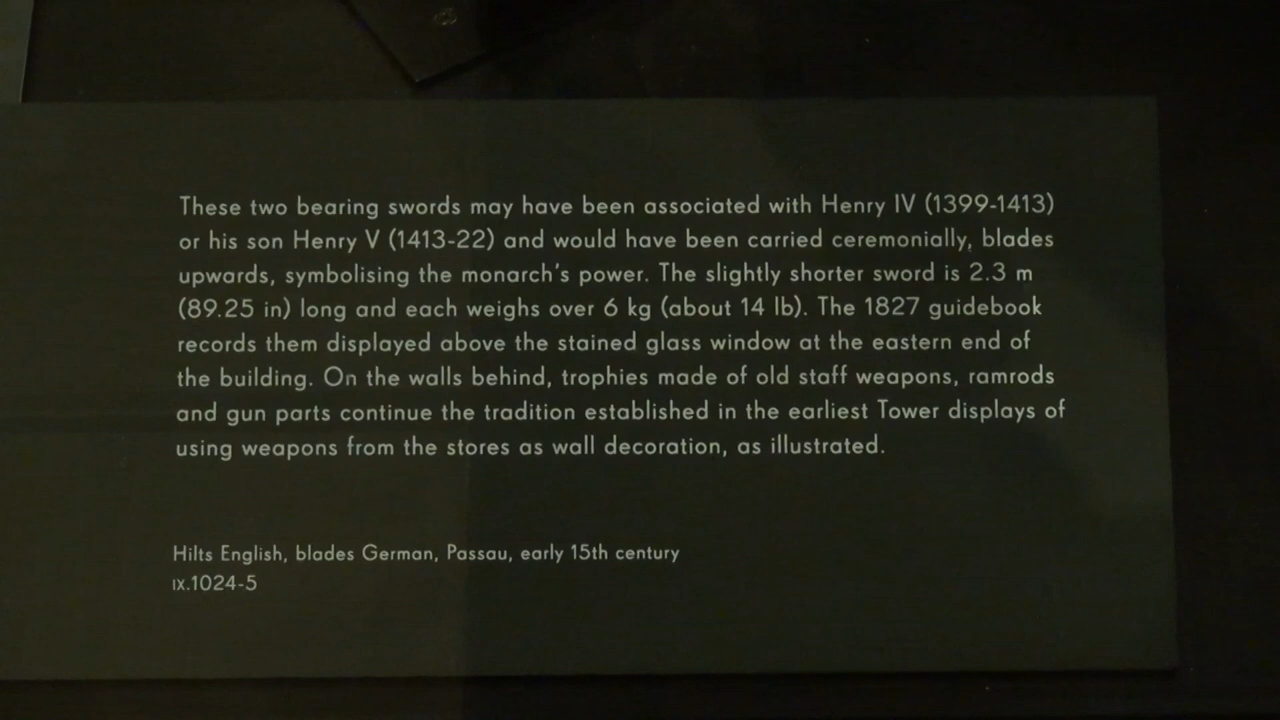 These two bearing swords may have been associated with Henry IV (1399-1413)
or his son Henry V (1413-22) and would have been carried ceremonially, blades
upwards, symbolising the monarch's power. The slightly shorter sword is 2.3 m
(89.25 in) long and each weighs over 6 kg (about 14 lb). The 1827 guidebook
records them displayed above the stained glass window at the eastern end of
the building. On the walls behind, trophies made of old staff weapons, ramrods
and gun parts continue the tradition established in the earliest Tower displays of
using weapons from the stores as wall decoration, as illustrated.
Hilts English, blades German, Passau, early 15th century
IX.1024-5